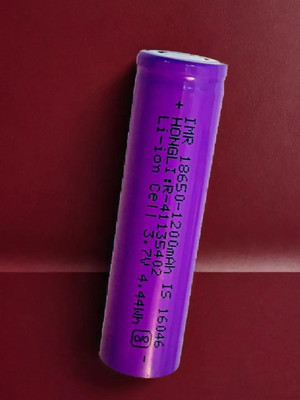 + IMR 18650-1200mAh IS 16046
HONGLI:R-41135402
Li-ion Cell 3.7V 4.44Wh -